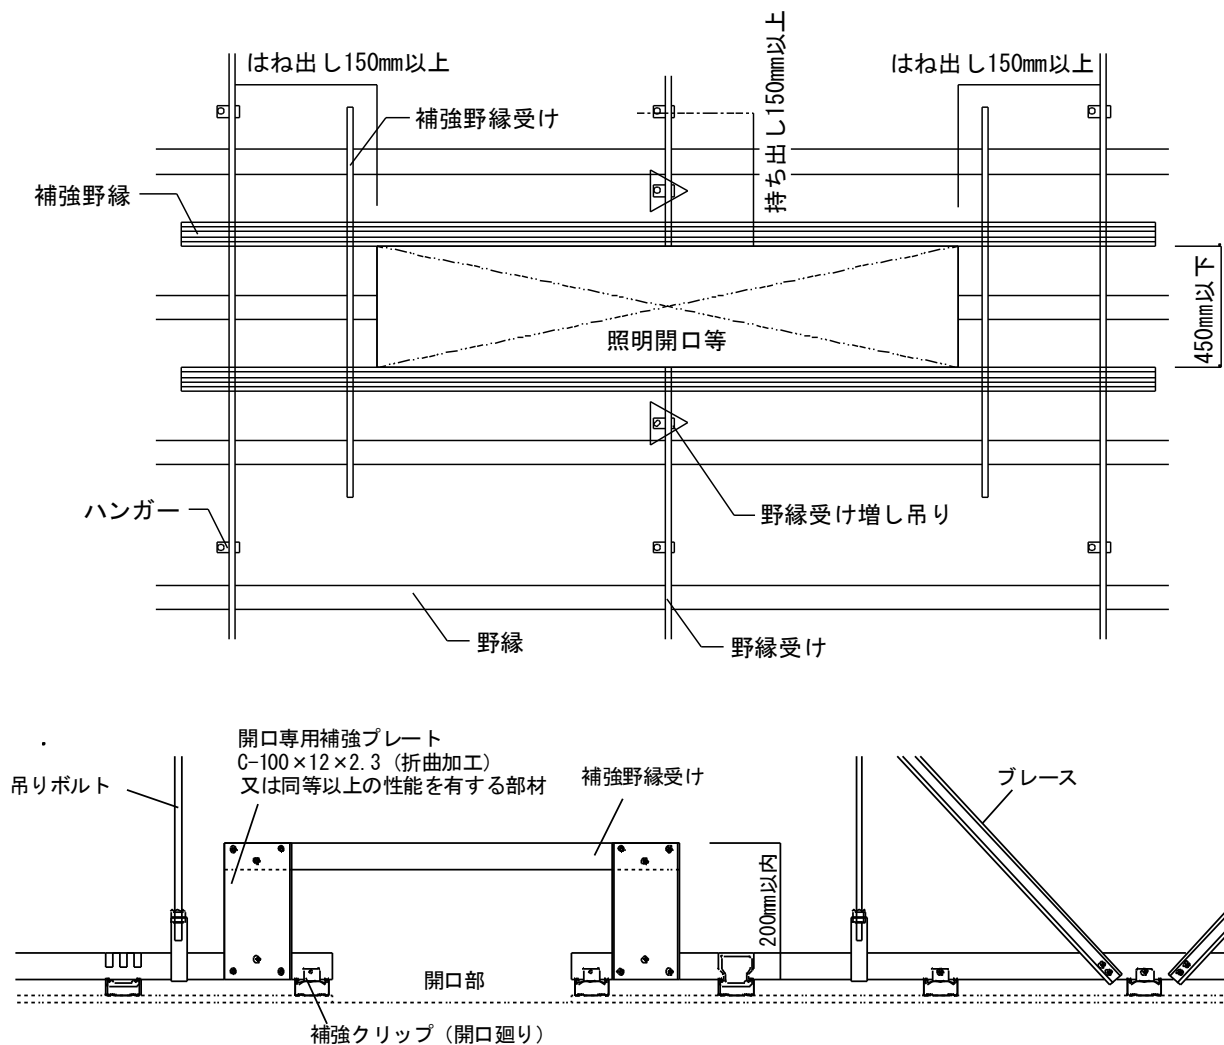 はね出し150mm以上
持ち出し150mm以上
はね出し150mm以上
補強野縁受け
補強野縁
450mm以下
照明開口等
ハンガー
野縁受け増し吊り
野縁
野縁受け
開口専用補強プレート
C-100×12×2.3（折曲加工）
又は同等以上の性能を有する部材
吊りボルト
補強野縁受け
ブレース
200mm以内
開口部
補強クリップ（開口廻り）